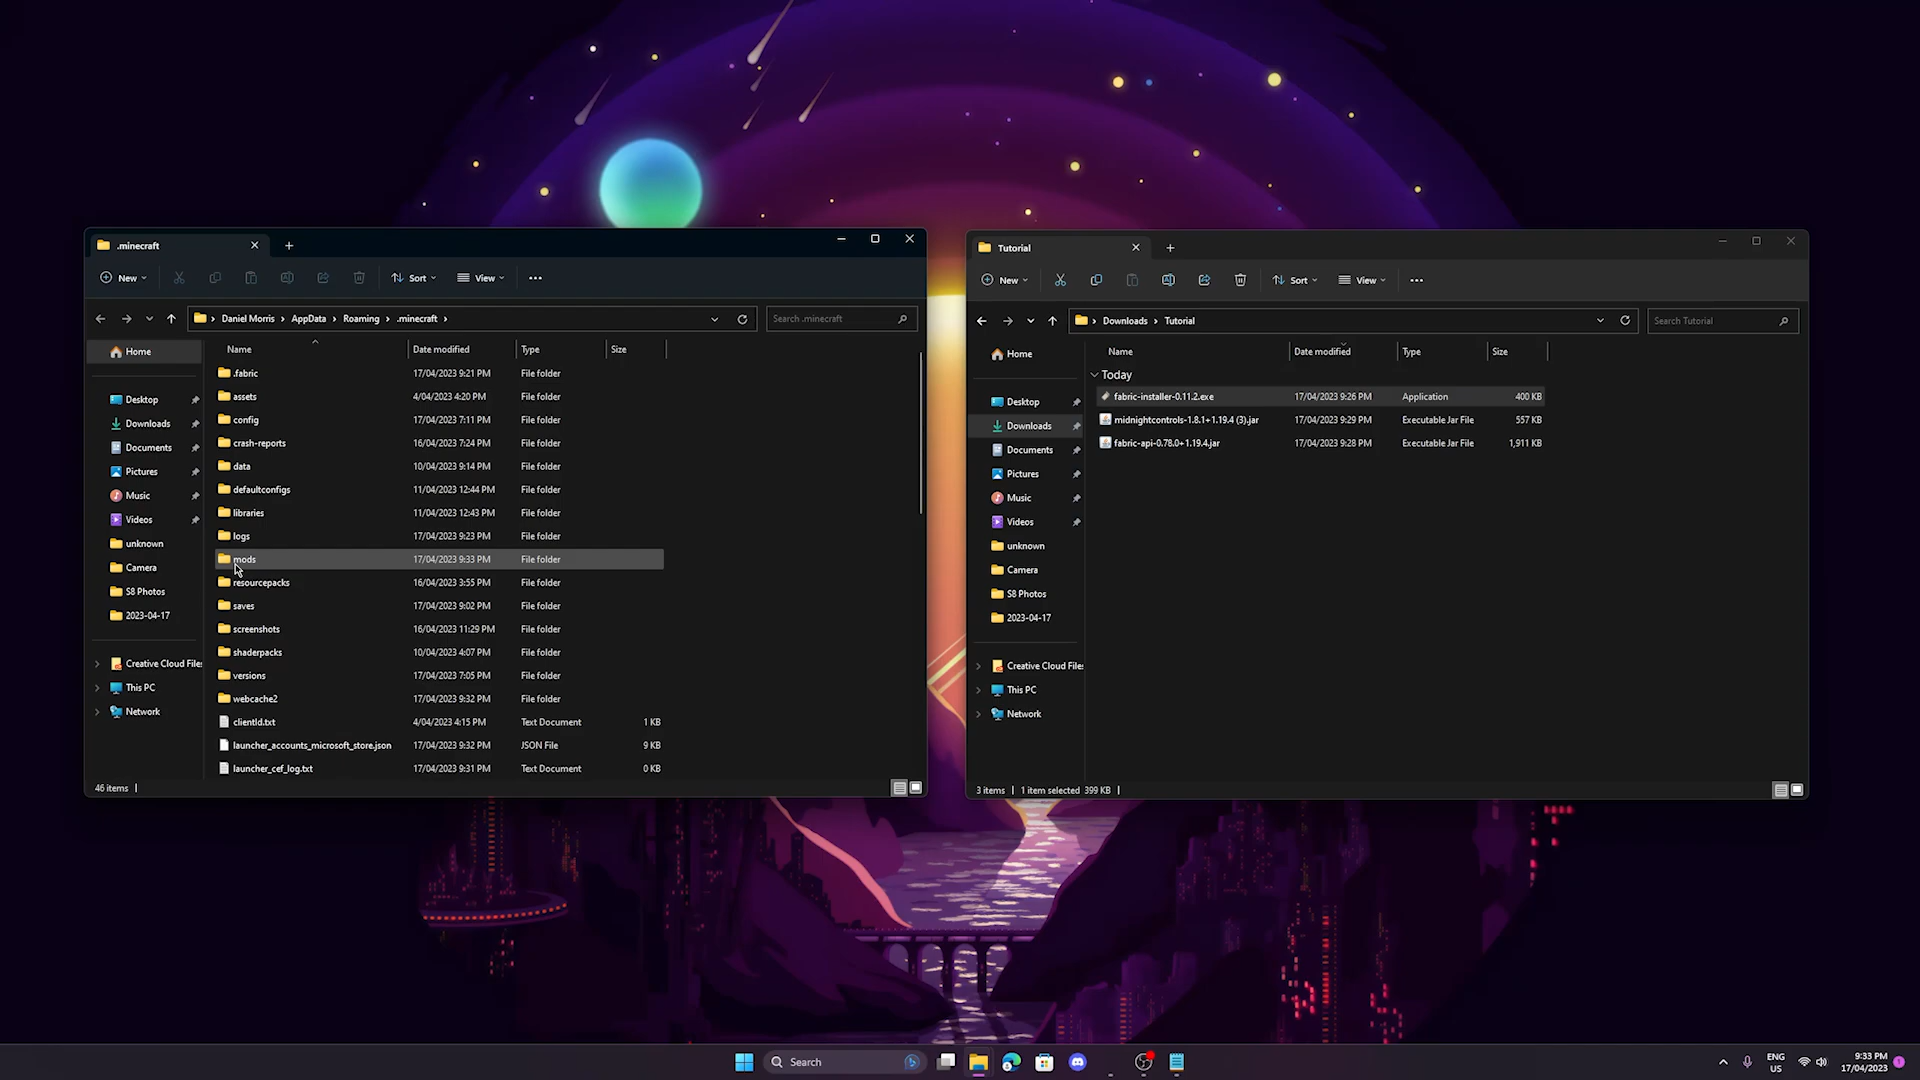 .minecraft
New
Sort
View
Daniel Morris > AppData > Roaming > .minecraft >
Search .minecraft
Home
Desktop
Downloads
Documents
Pictures
Music
Videos
unknown
Camera
S8 Photos
2023-04-17
Creative Cloud Files
This PC
Network
Name Date modified Type Size
.fabric 17/04/2023 9:21 PM File folder
assets 4/04/2023 4:20 PM File folder
config 17/04/2023 7:11 PM File folder
crash-reports 16/04/2023 7:24 PM File folder
data 10/04/2023 9:14 PM File folder
defaultconfigs 11/04/2023 12:44 PM File folder
libraries 11/04/2023 12:43 PM File folder
logs 17/04/2023 9:23 PM File folder
mods 17/04/2023 9:33 PM File folder
resourcepacks 16/04/2023 3:55 PM File folder
saves 17/04/2023 9:02 PM File folder
screenshots 16/04/2023 11:29 PM File folder
shaderpacks 10/04/2023 4:07 PM File folder
versions 17/04/2023 7:05 PM File folder
webcache2 17/04/2023 9:32 PM File folder
clientId.txt 4/04/2023 4:15 PM Text Document 1 KB
launcher_accounts_microsoft_store.json 17/04/2023 9:32 PM JSON File 9 KB
launcher_cef_log.txt 17/04/2023 9:31 PM Text Document 0 KB
46 items
Tutorial
New
Sort
View
Downloads > Tutorial
Search Tutorial
Home
Desktop
Downloads
Documents
Pictures
Music
Videos
unknown
Camera
S8 Photos
2023-04-17
Creative Cloud Files
This PC
Network
Name Date modified Type Size
Today
fabric-installer-0.11.2.exe 17/04/2023 9:26 PM Application 400 KB
midnightcontrols-1.8.1+1.19.4 (3).jar 17/04/2023 9:29 PM Executable Jar File 557 KB
fabric-api-0.78.0+1.19.4.jar 17/04/2023 9:28 PM Executable Jar File 1,911 KB
3 items 1 item selected 399 KB
Search
ENG
US
9:33 PM
17/04/2023
1